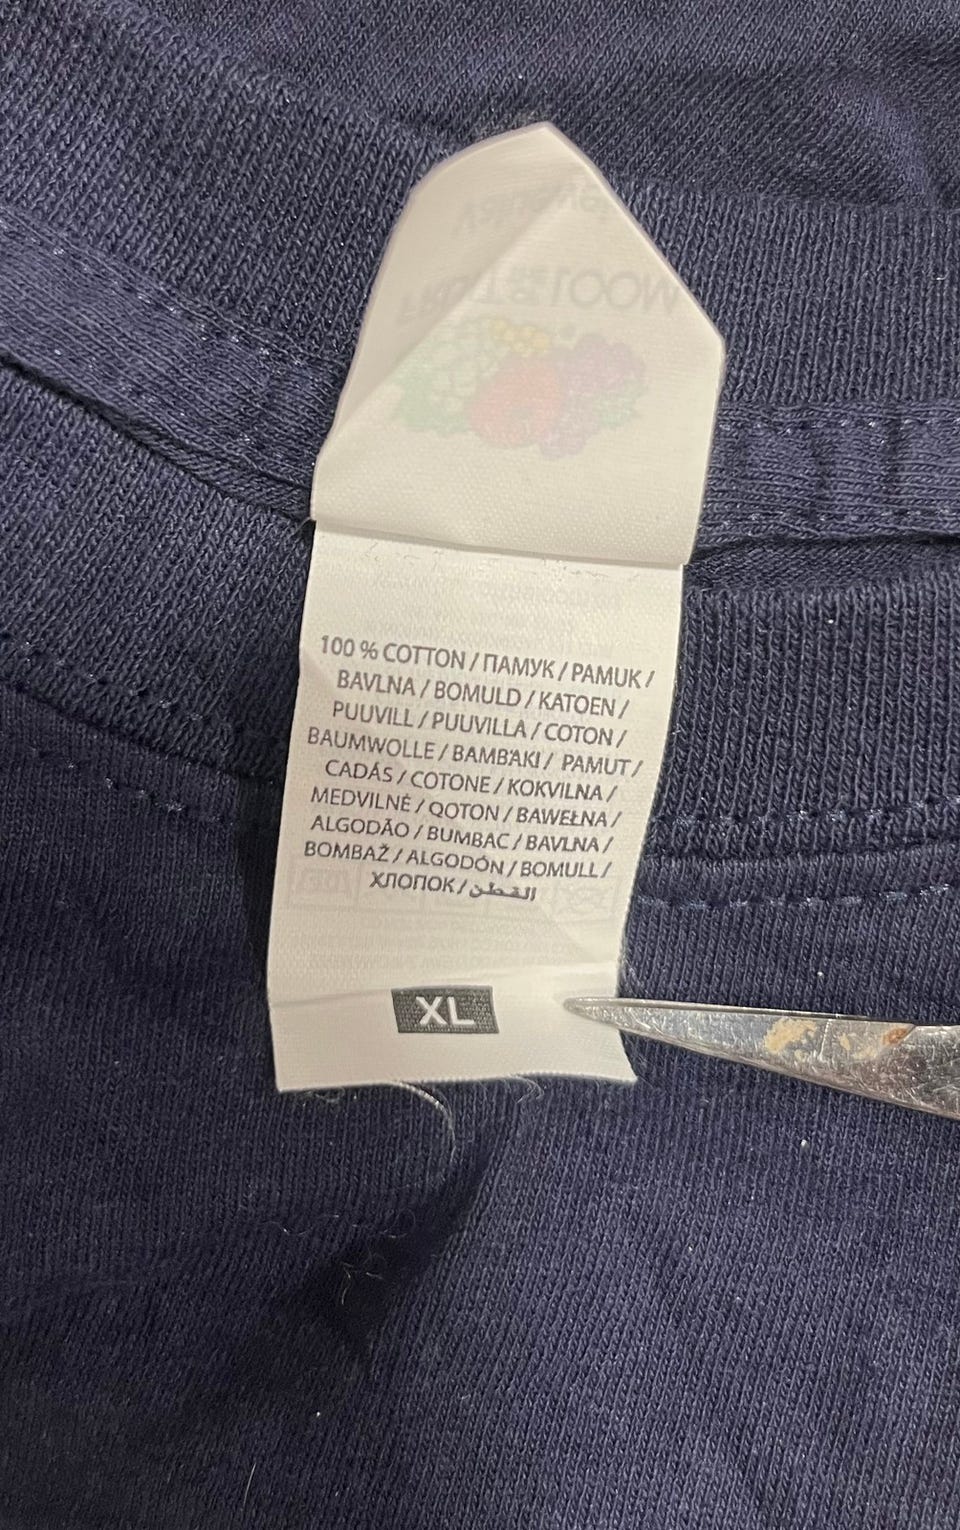 100 % COTTON / ПАМУК / PAMUK /
BAVLNA / BOMULD / KATOEN /
PUUVILL / PUUVILLA / COTON /
BAUMWOLLE / BAMBAKI / PAMUT /
CADÁS / COTONE / KOKVILNA /
MEDVILNĖ / QOTON / BAWEŁNA /
ALGODÃO / BUMBAC / BAVLNA /
BOMBAŽ / ALGODÓN / BOMULL /
ХЛОПОК / القطن
XL